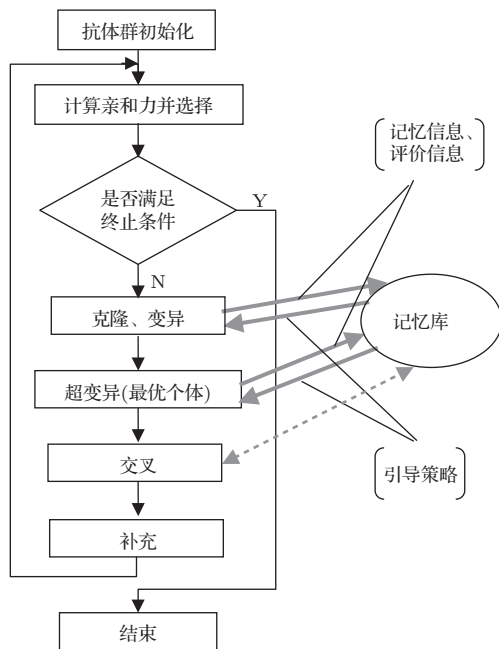 抗体群初始化
计算亲和力并选择
记忆信息、
评价信息
是否满足
终止条件
Y
N
克隆、变异
记忆库
超变异(最优个体)
交叉
引导策略
补充
结束